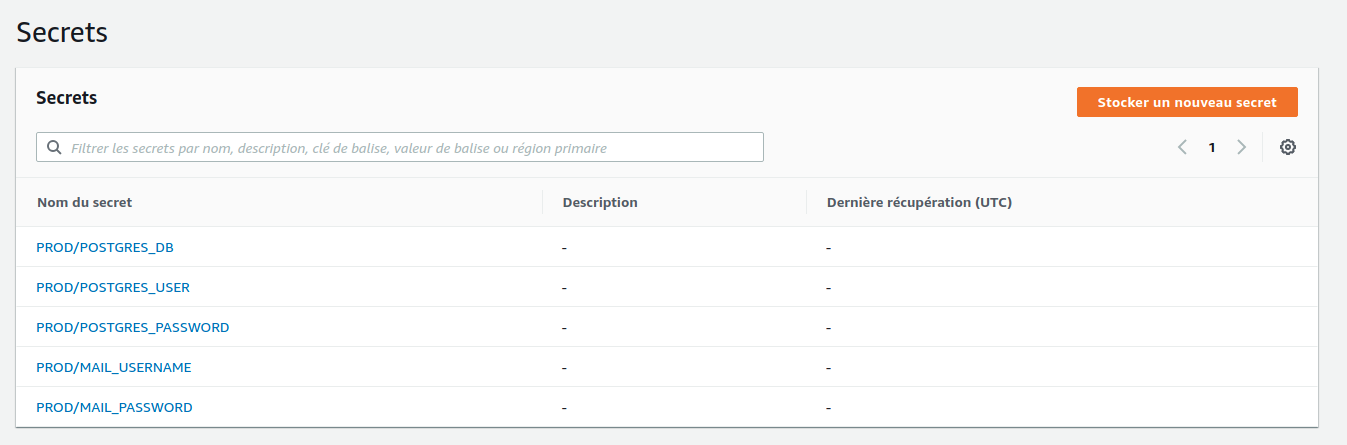 Secrets
Secrets
Stocker un nouveau secret
Filtrer les secrets par nom, description, clé de balise, valeur de balise ou région primaire
1
Nom du secret Description Dernière récupération (UTC)
PROD/POSTGRES_DB - -
PROD/POSTGRES_USER - -
PROD/POSTGRES_PASSWORD - -
PROD/MAIL_USERNAME - -
PROD/MAIL_PASSWORD - -